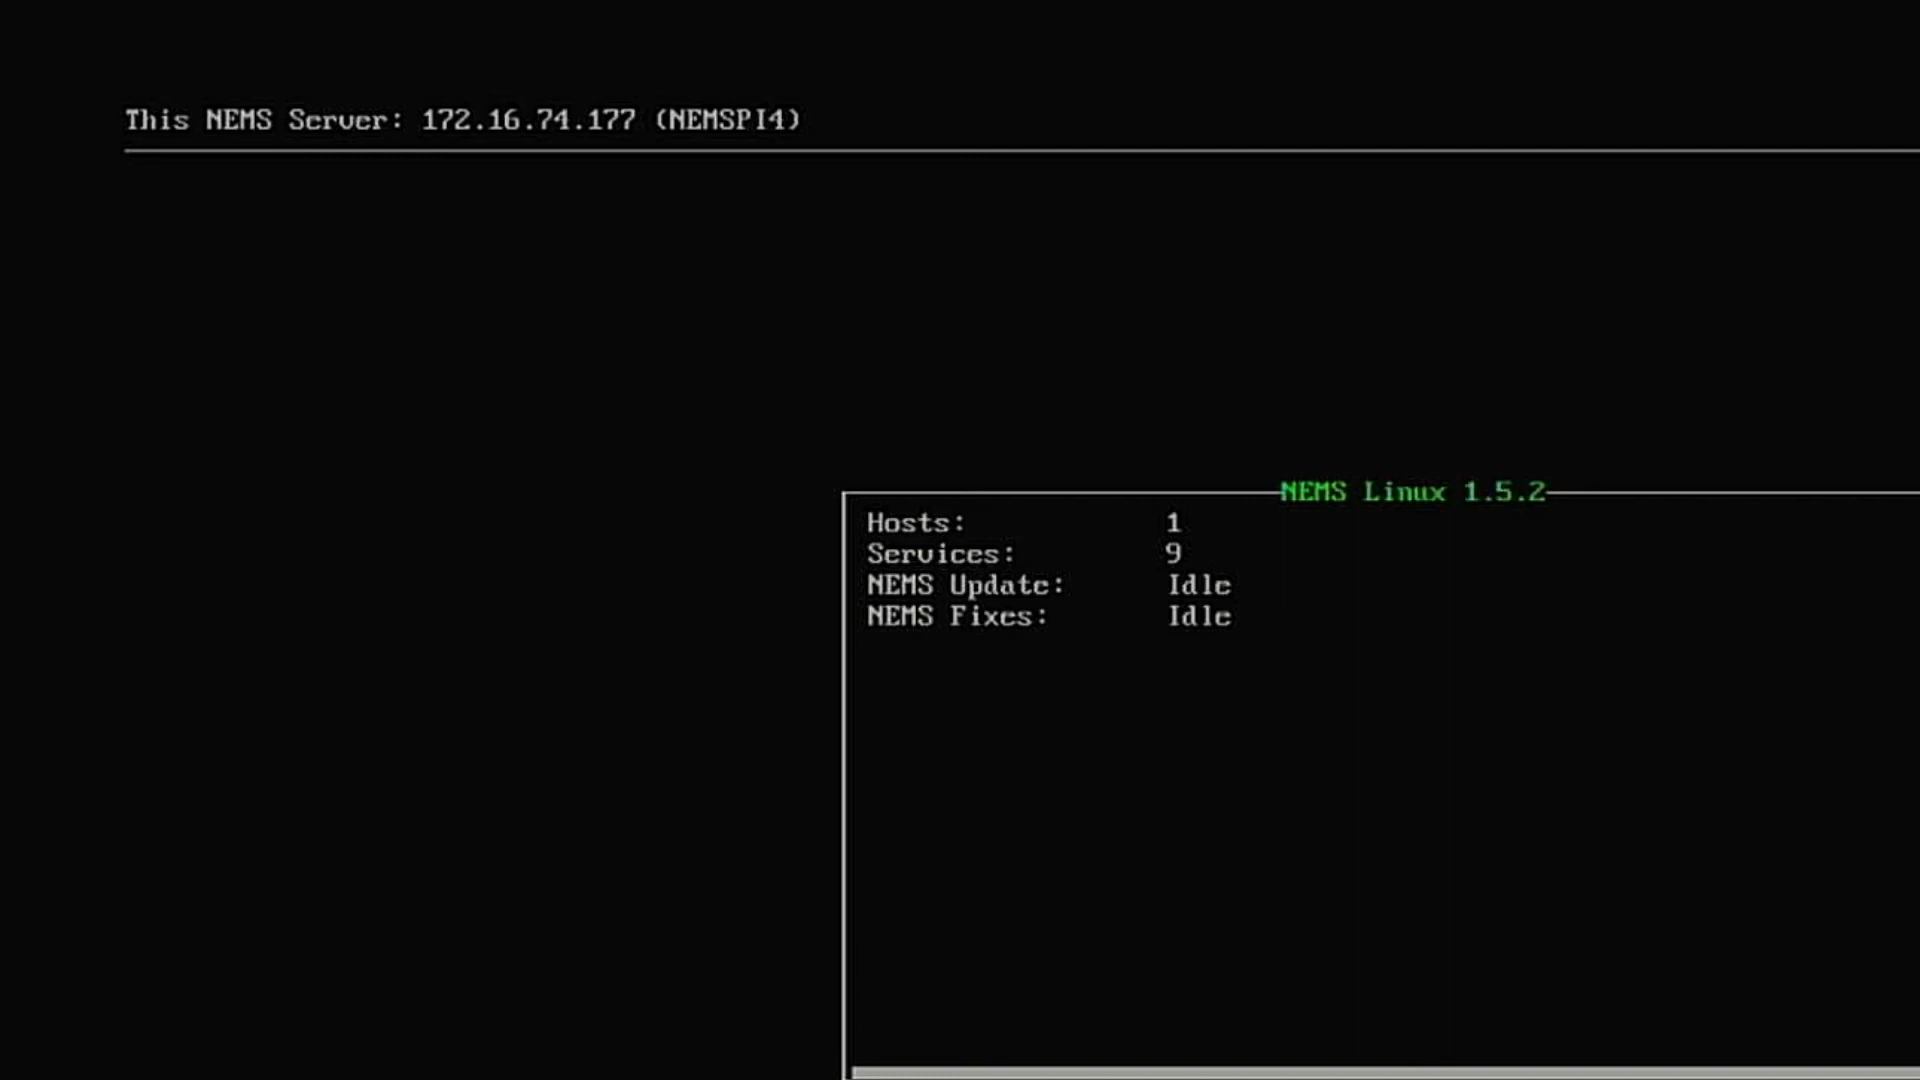 This NEMS Server: 172.16.74.177 (NEMSPI4)
NEMS Linux 1.5.2
Hosts: 1
Services: 9
NEMS Update: Idle
NEMS Fixes: Idle